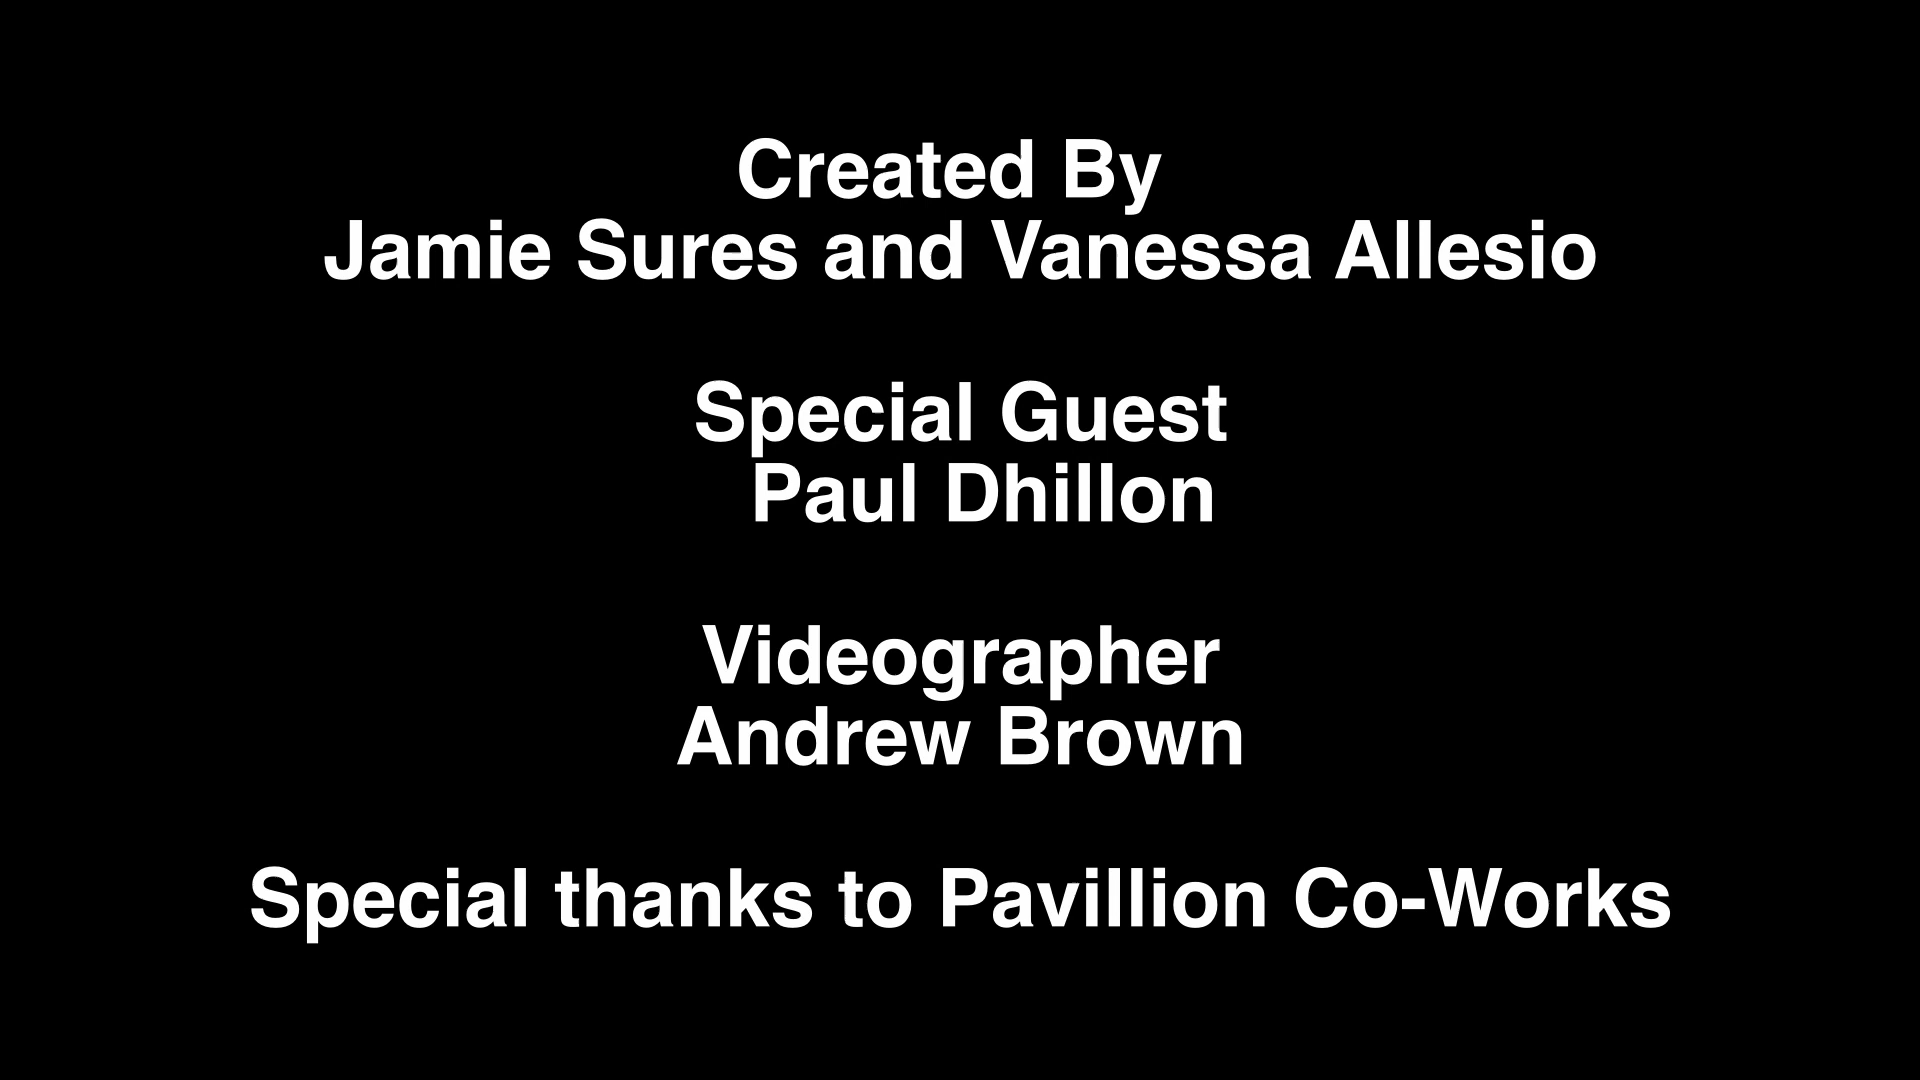 Created By
Jamie Sures and Vanessa Allesio
Special Guest
Paul Dhillon
Videographer
Andrew Brown
Special thanks to Pavillion Co-Works